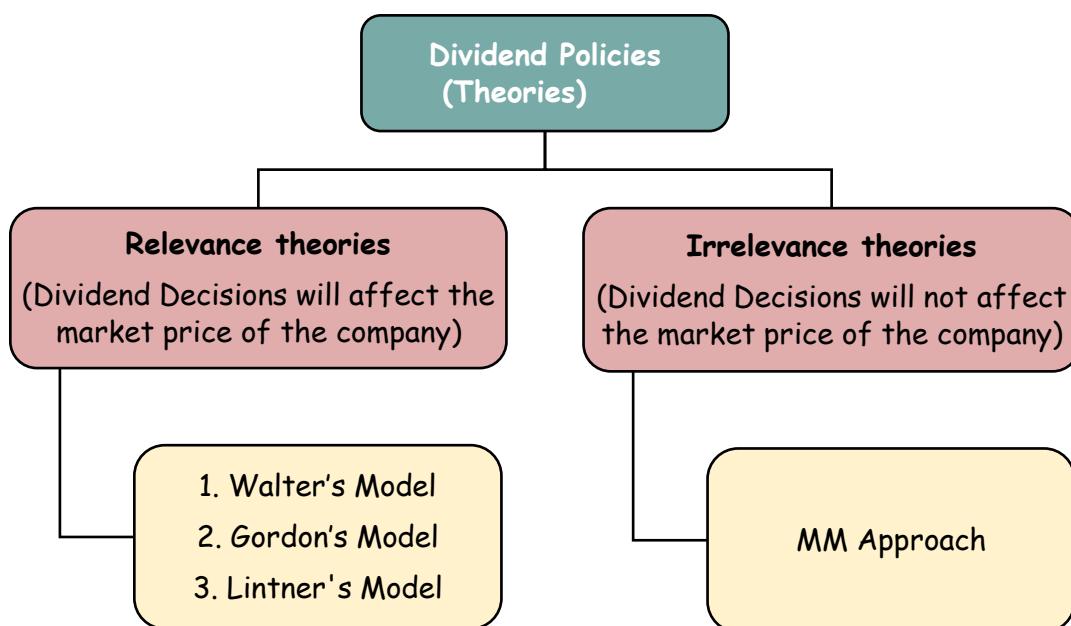 Dividend Policies
(Theories)
Relevance theories
(Dividend Decisions will affect the
market price of the company)
Irrelevance theories
(Dividend Decisions will not affect
the market price of the company)
1. Walter’s Model
2. Gordon’s Model
3. Lintner's Model
MM Approach